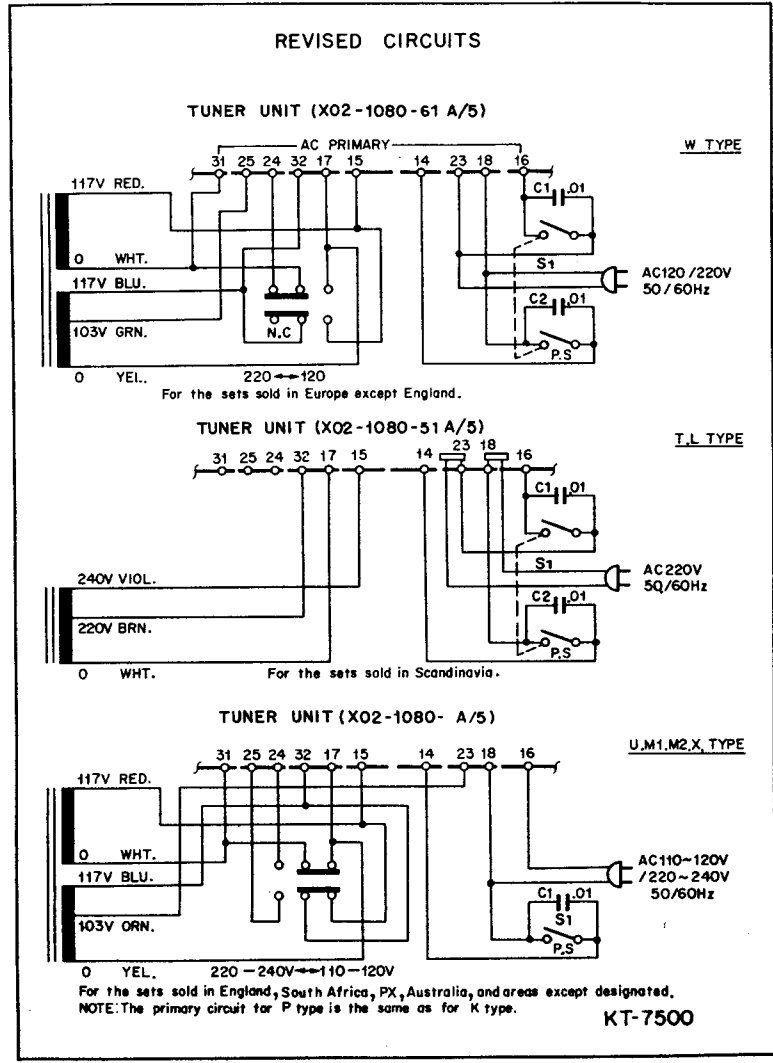 REVISED CIRCUITS
TUNER UNIT (X02-1080-61 A/5)
W TYPE
AC PRIMARY
31 25 24 32 17 15 14 23 18 16
117V RED.
C1 .01
0 WHT.
S1
117V BLU.
AC120/220V
50/60Hz
C2 .01
103V GRN.
N.C
P.S
0 YEL.
220 ↔ 120
For the sets sold in Europe except England.
TUNER UNIT (X02-1080-51 A/5)
T,L TYPE
31 25 24 32 17 15 14 23 18 16
C1 .01
S1
240V VIOL.
AC220V
5Q/60Hz
C2 .01
220V BRN.
P.S
0 WHT.
For the sets sold in Scandinavia.
TUNER UNIT (X02-1080- A/5)
U,M1,M2,X, TYPE
31 25 24 32 17 15 14 23 18 16
117V RED.
0 WHT.
117V BLU.
AC110~120V
/220~240V
50/60Hz
C1 .01
S1
103V ORN.
P.S
0 YEL.
220-240V↔110-120V
For the sets sold in England, South Africa, PX, Australia, and areas except designated.
NOTE: The primary circuit tor P type is the same as for K type.
KT-7500